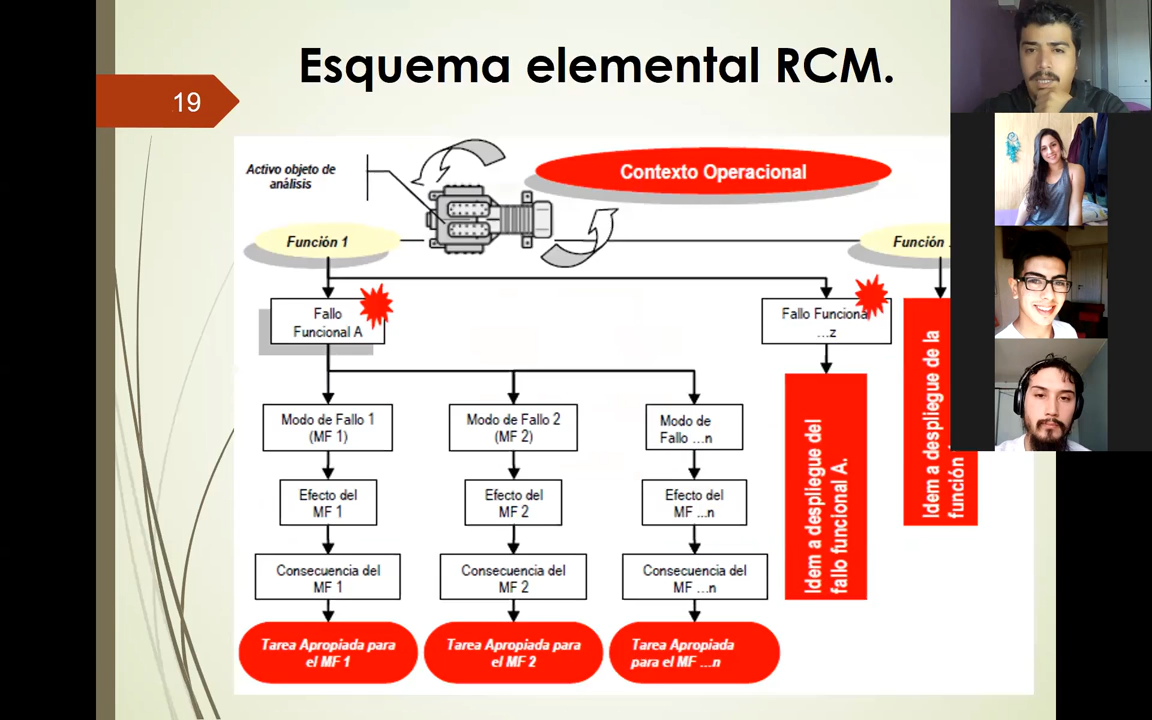 Esquema elemental RCM.
19
Activo objeto de
análisis
Contexto Operacional
Función 1
Función
Fallo
Funcional A
Fallo Funciona
...z
Modo de Fallo 1
(MF 1)
Modo de Fallo 2
(MF 2)
Modo de
Fallo ...n
Efecto del
MF 1
Efecto del
MF 2
Efecto del
MF ...n
Consecuencia del
MF 1
Consecuencia del
MF 2
Consecuencia del
MF ...n
Tarea Apropiada para
el MF 1
Tarea Apropiada para
el MF 2
Tarea Apropiada
para el MF ...n
Idem a despliegue del
fallo funcional A.
Idem a despliegue de la
función